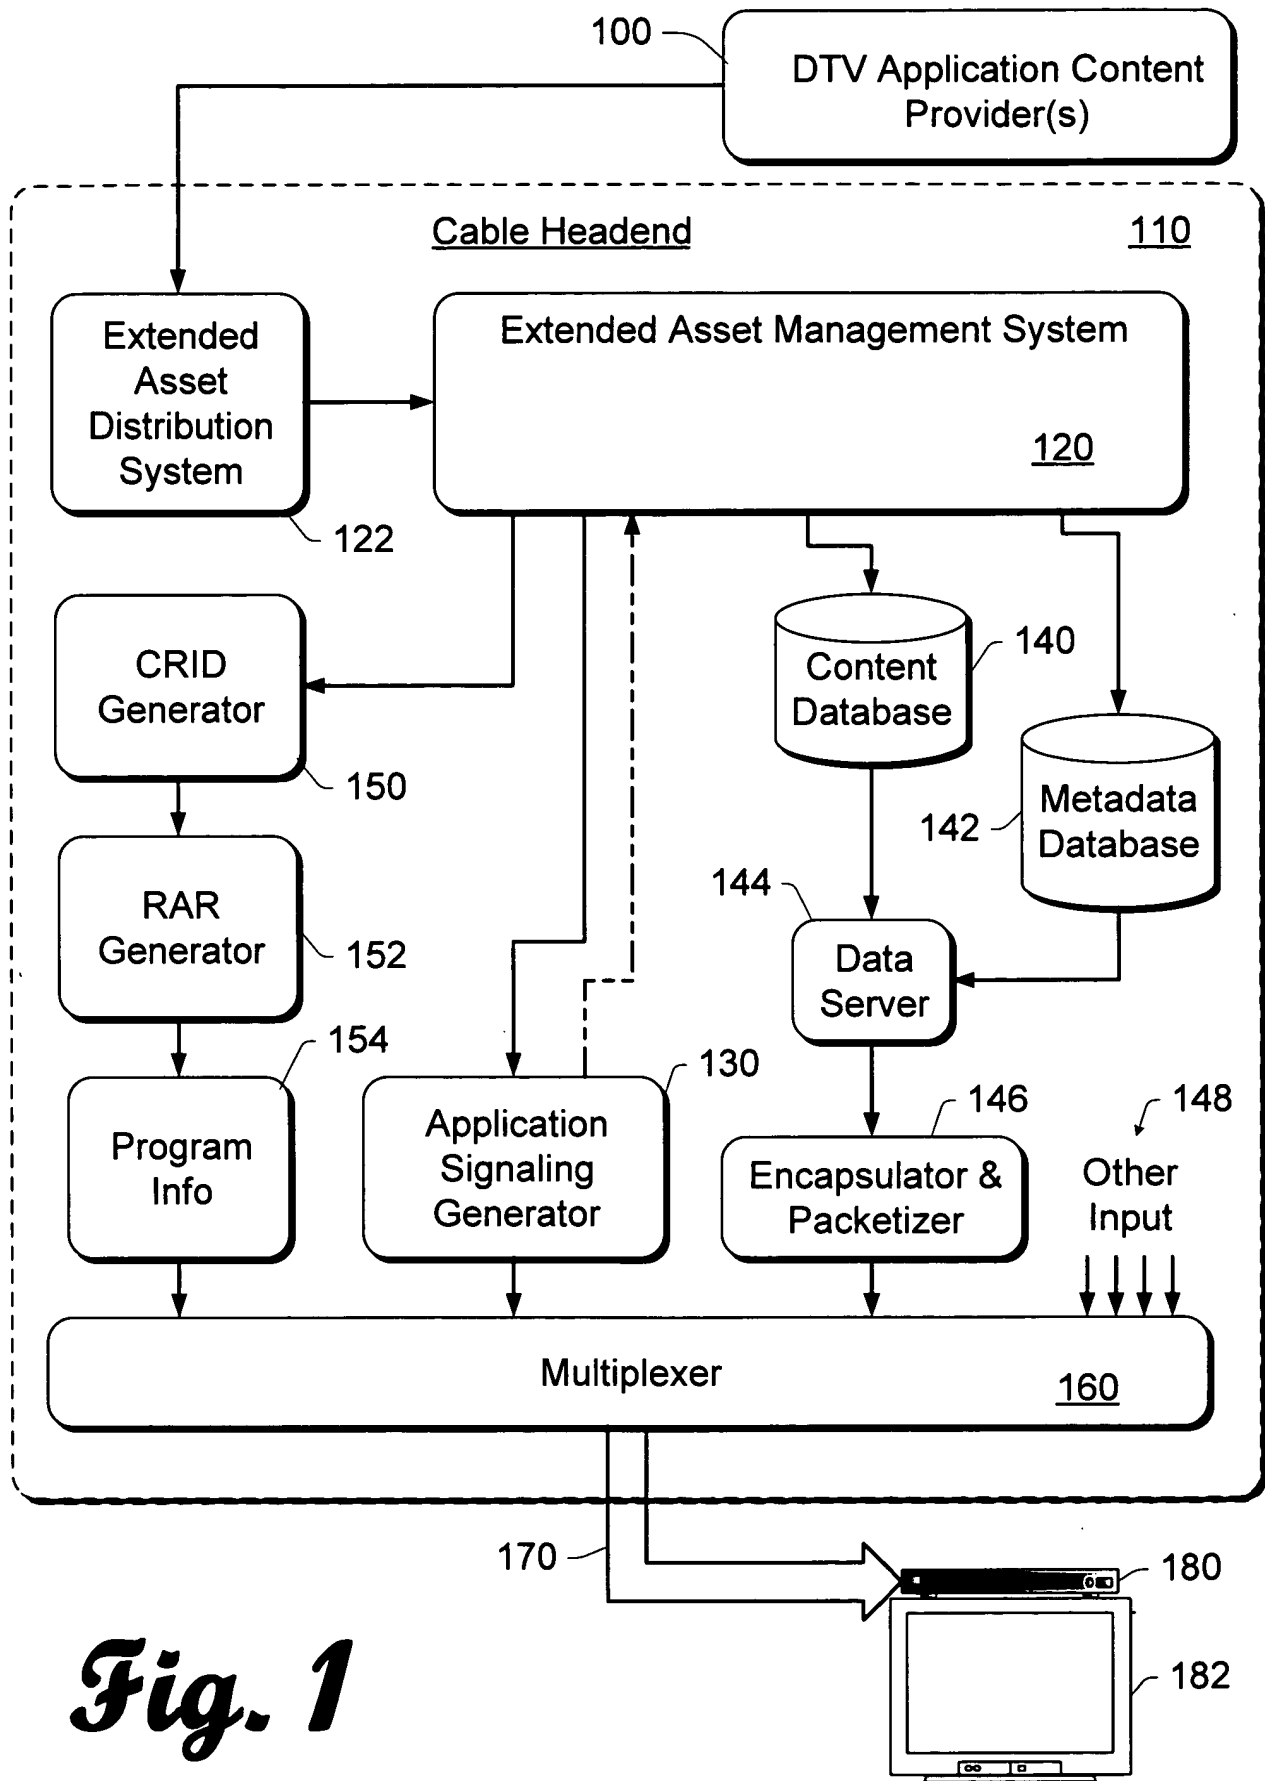 100
DTV Application Content
Provider(s)
Cable Headend
110
Extended
Asset
Distribution
System
122
Extended Asset Management System
120
CRID
Generator
150
Content
Database
140
Metadata
Database
142
RAR
Generator
152
144
Data
Server
154
Program
Info
130
Application
Signaling
Generator
146
Encapsulator &
Packetizer
148
Other
Input
Multiplexer
160
170
180
182
Fig. 1